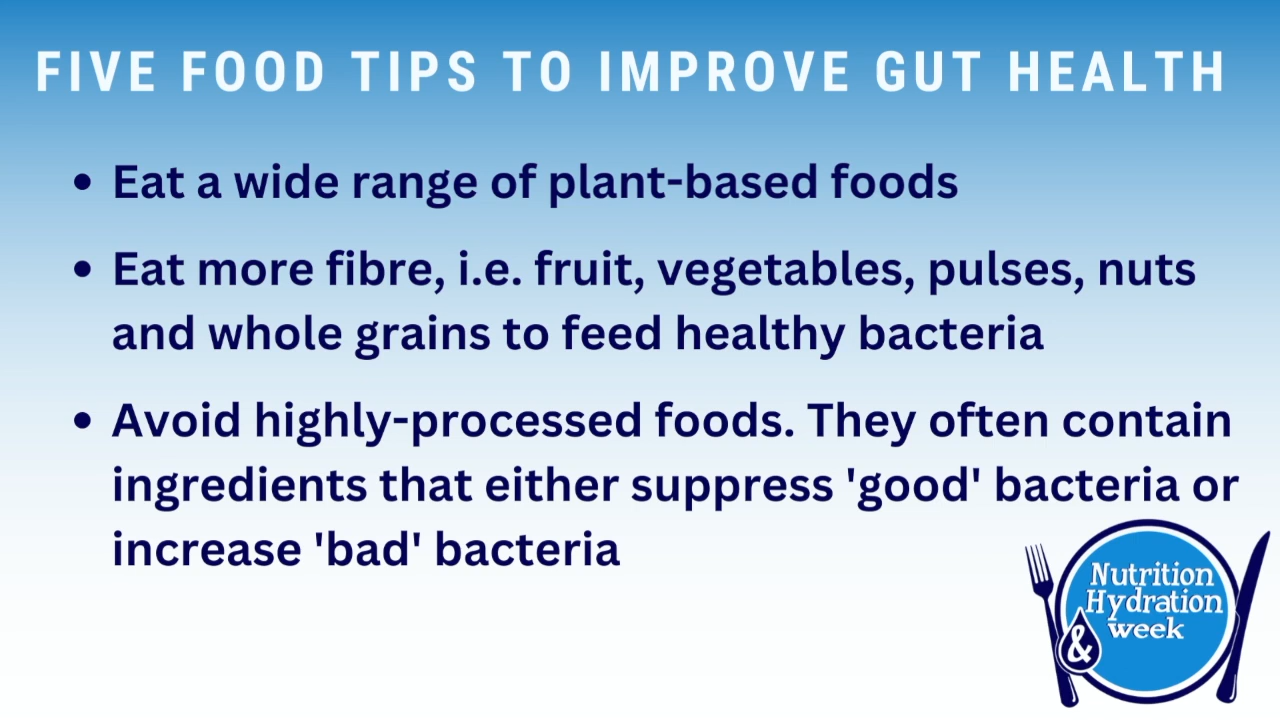 FIVE FOOD TIPS TO IMPROVE GUT HEALTH
• Eat a wide range of plant-based foods
• Eat more fibre, i.e. fruit, vegetables, pulses, nuts
and whole grains to feed healthy bacteria
• Avoid highly-processed foods. They often contain
ingredients that either suppress 'good' bacteria or
increase 'bad' bacteria
Nutrition
Hydration
& week